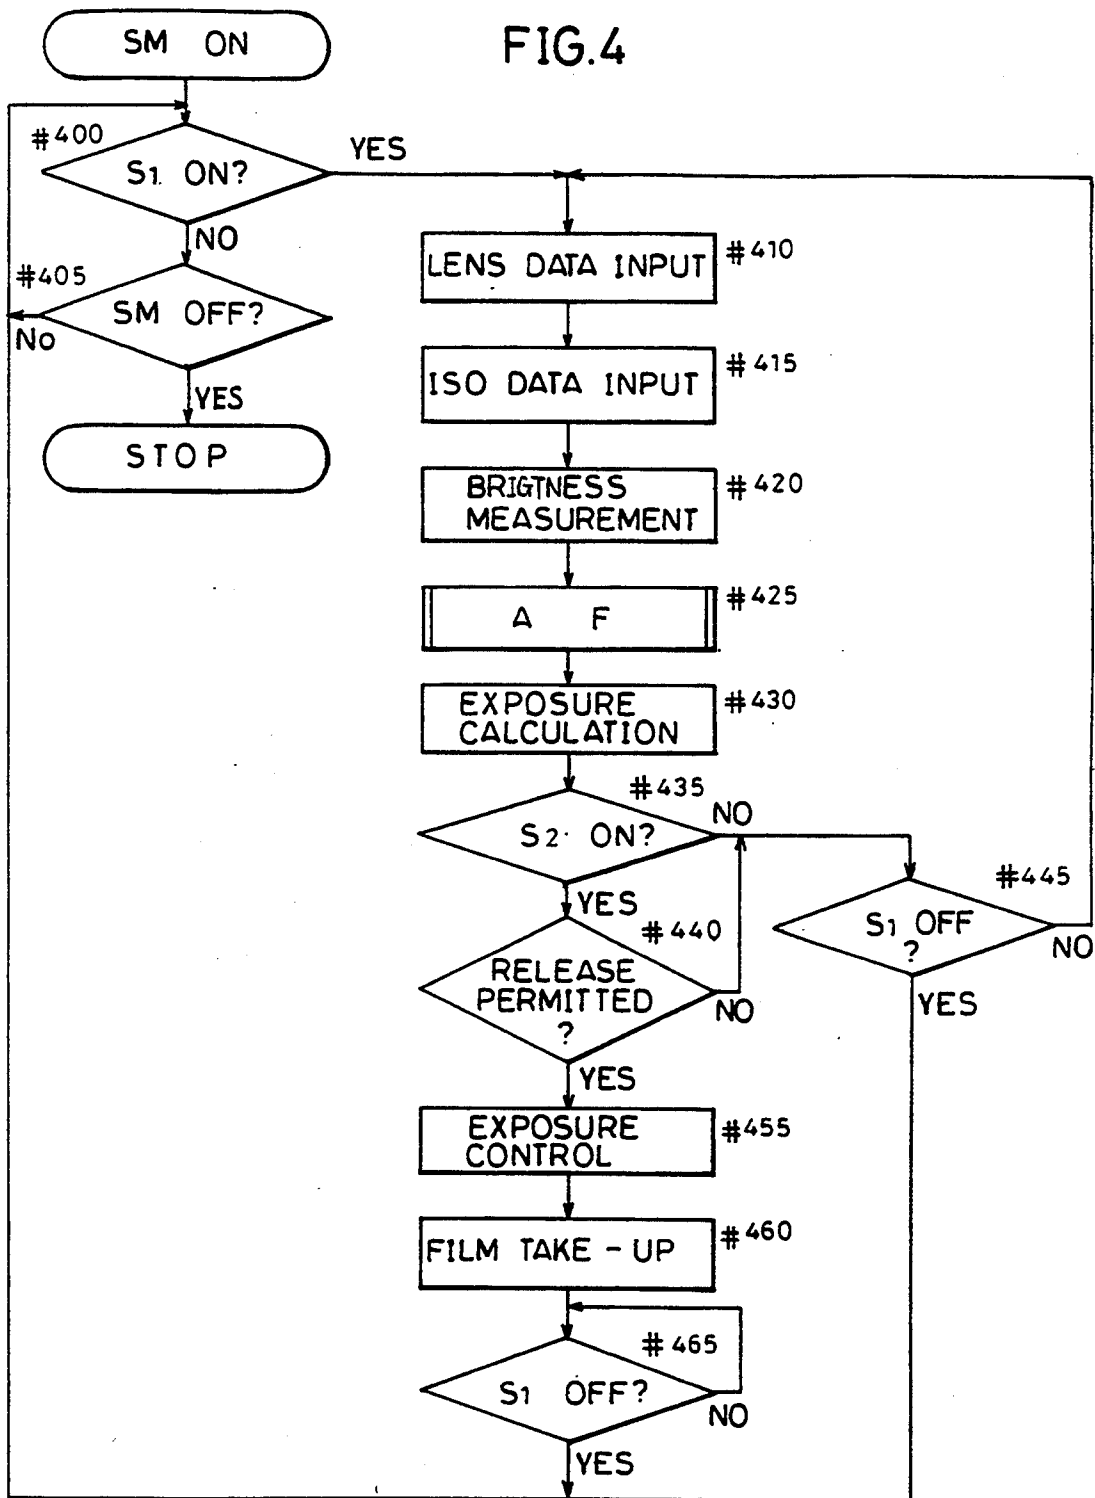 FIG.4
SM ON
#400
S1 ON?
YES
NO
#405
SM OFF?
No
YES
STOP
LENS DATA INPUT
#410
ISO DATA INPUT
#415
BRIGTNESS
MEASUREMENT
#420
A F
#425
EXPOSURE
CALCULATION
#430
#435
S2 ON?
NO
YES
#440
RELEASE
PERMITTED
?
NO
YES
#445
S1 OFF
?
NO
YES
EXPOSURE
CONTROL
#455
FILM TAKE-UP
#460
#465
S1 OFF?
NO
YES